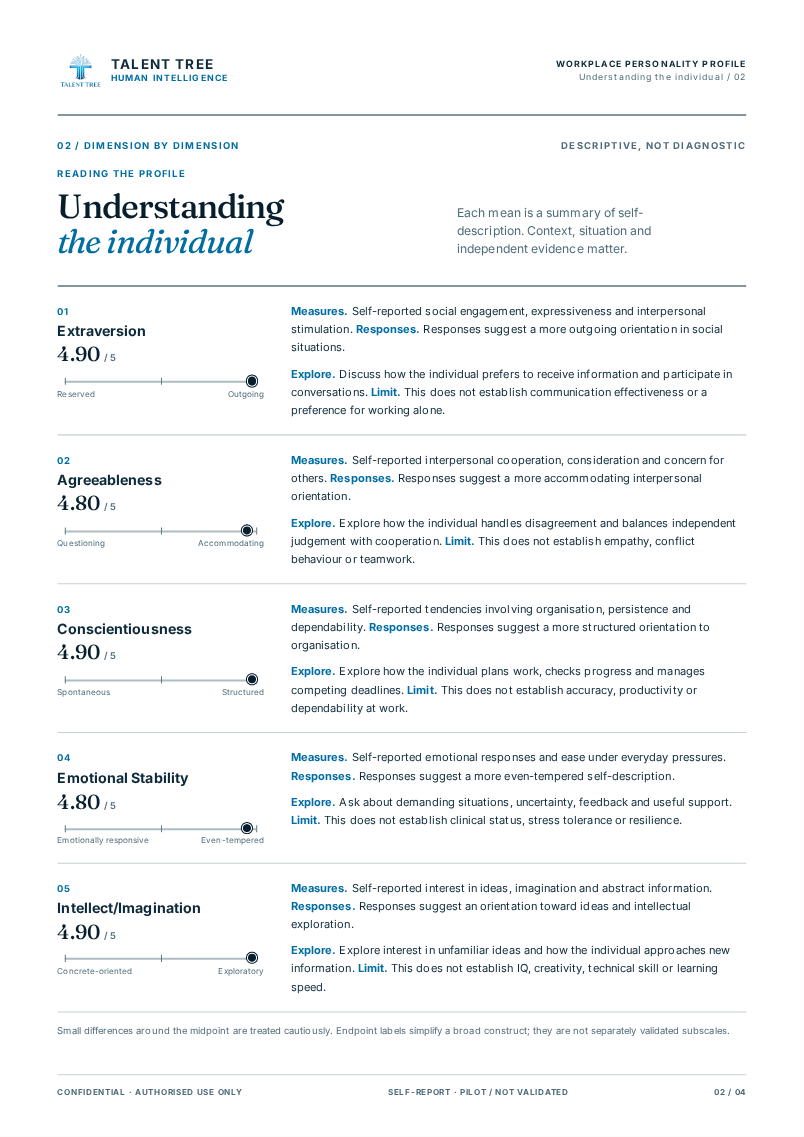 TALENT TREE
TALENT TREE
HUMAN INTELLIGENCE
WORKPLACE PERSONALITY PROFILE
Understanding the individual / 02
02 / DIMENSION BY DIMENSION
DESCRIPTIVE, NOT DIAGNOSTIC
READING THE PROFILE
Understanding
the individual
Each mean is a summary of self-
description. Context, situation and
independent evidence matter.
01
Extraversion
4.90 / 5
Reserved
Outgoing
Measures. Self-reported social engagement, expressiveness and interpersonal
stimulation. Responses. Responses suggest a more outgoing orientation in social
situations.
Explore. Discuss how the individual prefers to receive information and participate in
conversations. Limit. This does not establish communication effectiveness or a
preference for working alone.
02
Agreeableness
4.80 / 5
Questioning
Accommodating
Measures. Self-reported interpersonal cooperation, consideration and concern for
others. Responses. Responses suggest a more accommodating interpersonal
orientation.
Explore. Explore how the individual handles disagreement and balances independent
judgement with cooperation. Limit. This does not establish empathy, conflict
behaviour or teamwork.
03
Conscientiousness
4.90 / 5
Spontaneous
Structured
Measures. Self-reported tendencies involving organisation, persistence and
dependability. Responses. Responses suggest a more structured orientation to
organisation.
Explore. Explore how the individual plans work, checks progress and manages
competing deadlines. Limit. This does not establish accuracy, productivity or
dependability at work.
04
Emotional Stability
4.80 / 5
Emotionally responsive
Even-tempered
Measures. Self-reported emotional responses and ease under everyday pressures.
Responses. Responses suggest a more even-tempered self-description.
Explore. Ask about demanding situations, uncertainty, feedback and useful support.
Limit. This does not establish clinical status, stress tolerance or resilience.
05
Intellect/Imagination
4.90 / 5
Concrete-oriented
Exploratory
Measures. Self-reported interest in ideas, imagination and abstract information.
Responses. Responses suggest an orientation toward ideas and intellectual
exploration.
Explore. Explore interest in unfamiliar ideas and how the individual approaches new
information. Limit. This does not establish IQ, creativity, technical skill or learning
speed.
Small differences around the midpoint are treated cautiously. Endpoint labels simplify a broad construct; they are not separately validated subscales.
CONFIDENTIAL · AUTHORISED USE ONLY
SELF-REPORT · PILOT / NOT VALIDATED
02 / 04